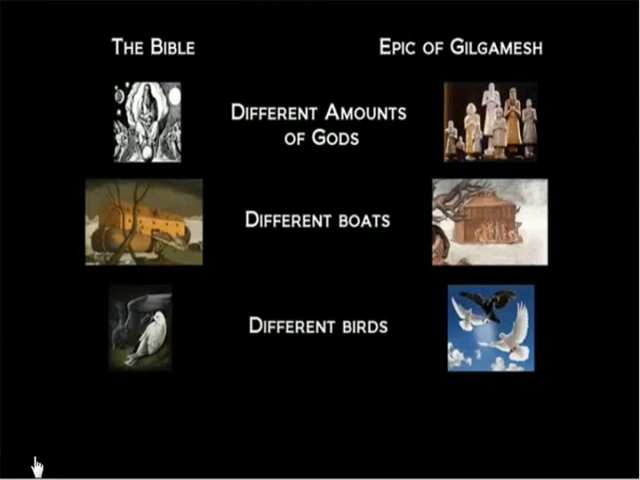 The Bible
Epic of Gilgamesh
Different Amounts
of Gods
Different boats
Different birds